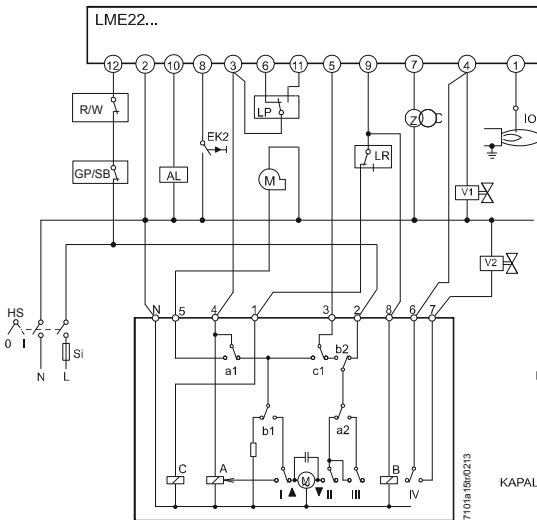 LME22...
12 2 10 8 3 6 11 5 9 7 4 1
R/W
LP
Z
IO
EK2
GP/SB
AL
M
LR
V1
V2
HS
0 I
Si
N L
N 5 4 1 3 2 8 6 7
a1 c1 b2
b1 a2
C A I M II III B IV
7101a15tr/0213
KAPAL